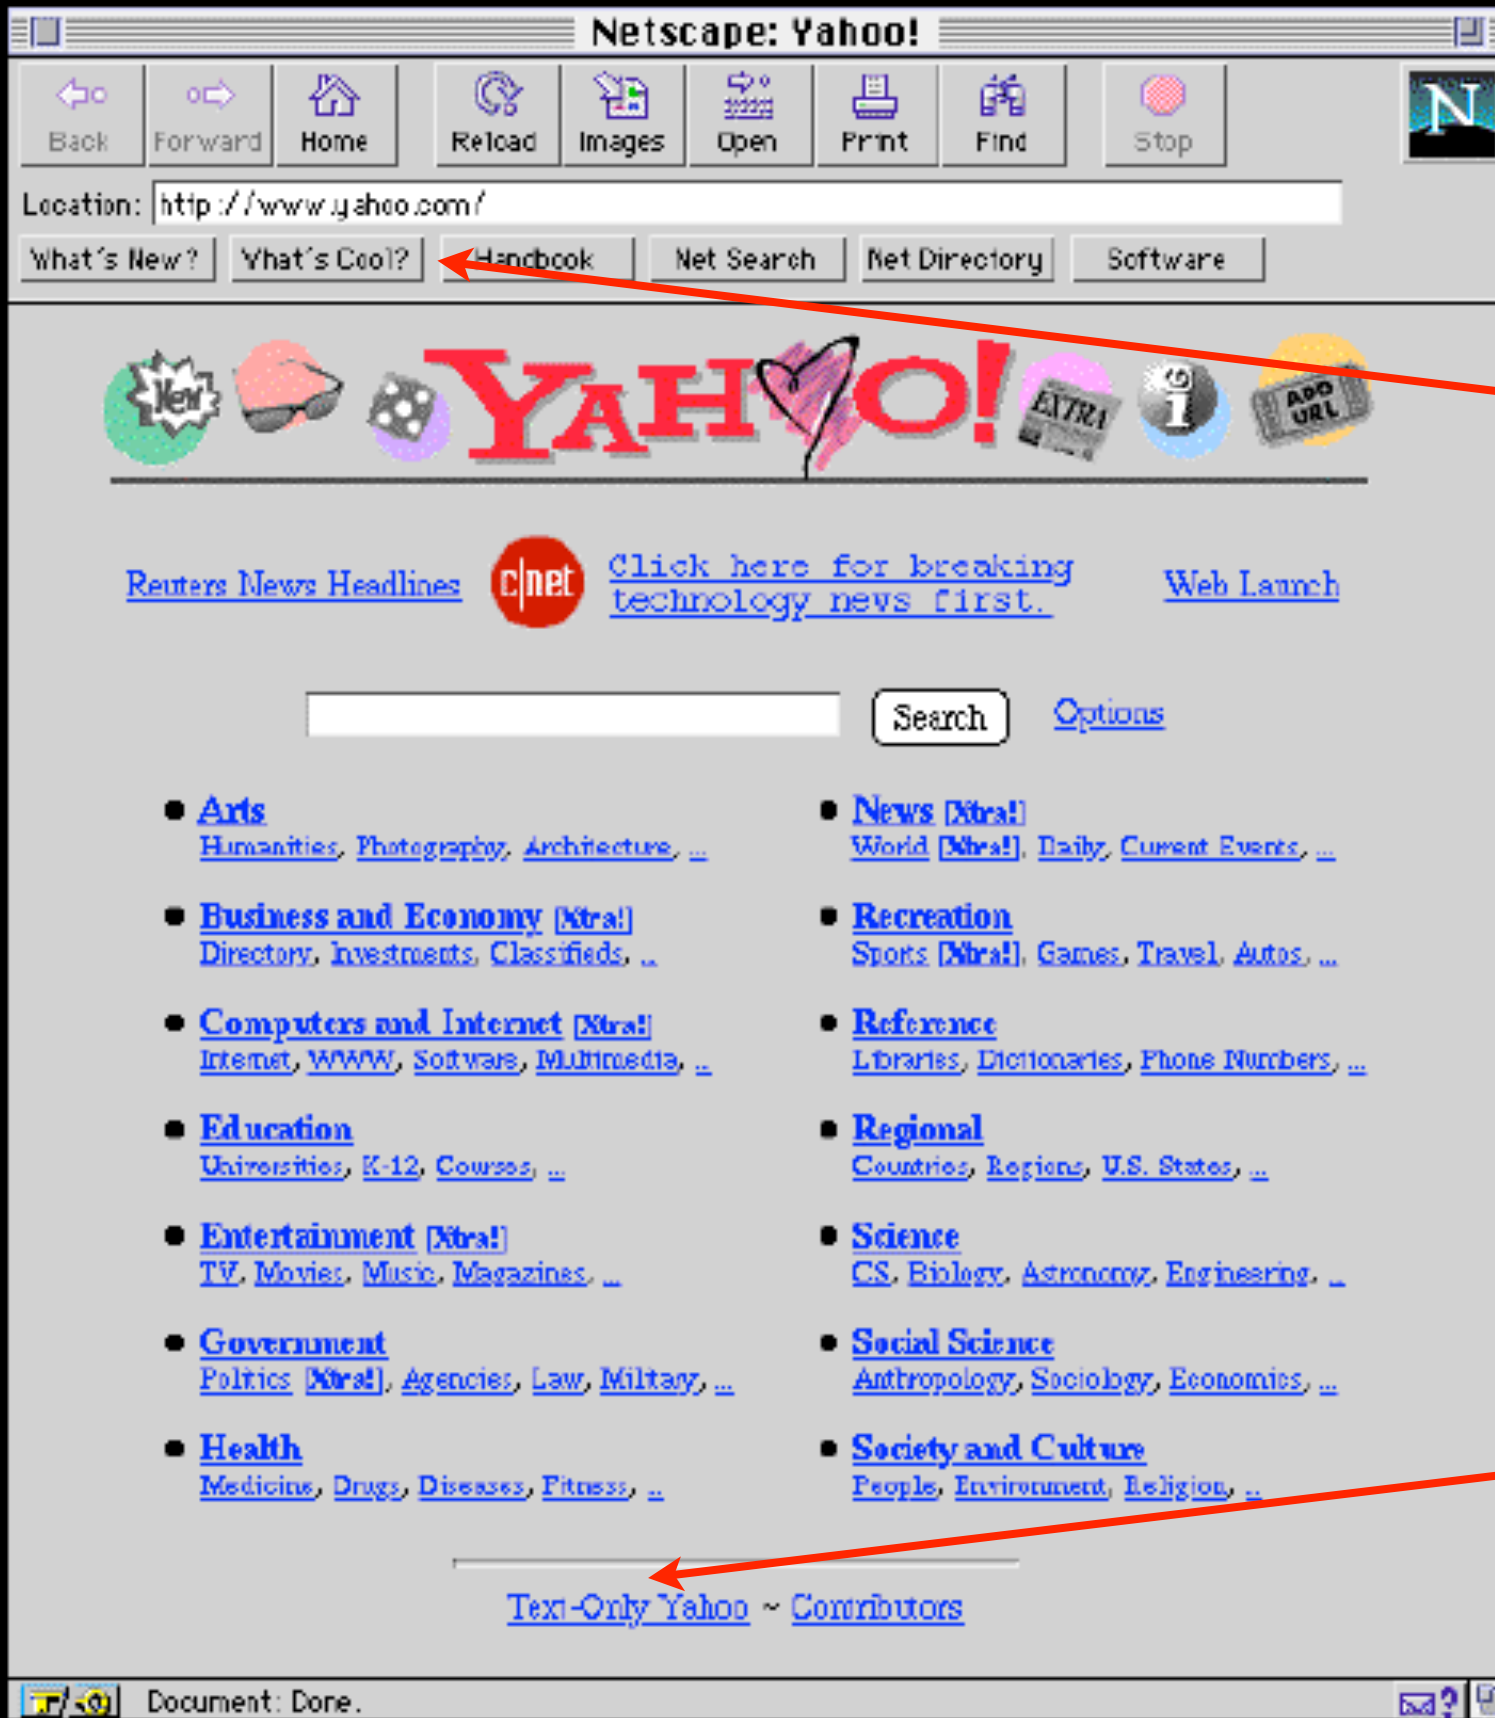 Netscape: Yahoo!
Back Forward Home Reload Images Open Print Find Stop
N
Location: http://www.yahoo.com/
What's New? What's Cool? Handbook Net Search Net Directory Software
New YAHOO! EXTRA i ADD URL
Reuters News Headlines c|net Click here for breaking technology news first. Web Launch
Search Options
Arts
Humanities, Photography, Architecture, ...
Business and Economy [Xtra!]
Directory, Investments, Classifieds, ...
Computers and Internet [Xtra!]
Internet, WWW, Software, Multimedia, ...
Education
Universities, K-12, Courses, ...
Entertainment [Xtra!]
TV, Movies, Music, Magazines, ...
Government
Politics [Xtra!], Agencies, Law, Military, ...
Health
Medicine, Drugs, Diseases, Fitness, ...
News [Xtra!]
World [Xtra!], Daily, Current Events, ...
Recreation
Sports [Xtra!], Games, Travel, Autos, ...
Reference
Libraries, Dictionaries, Phone Numbers, ...
Regional
Countries, Regions, U.S. States, ...
Science
CS, Biology, Astronomy, Engineering, ...
Social Science
Anthropology, Sociology, Economics, ...
Society and Culture
People, Environment, Religion, ...
Text-Only Yahoo ~ Contributors
Document: Done.